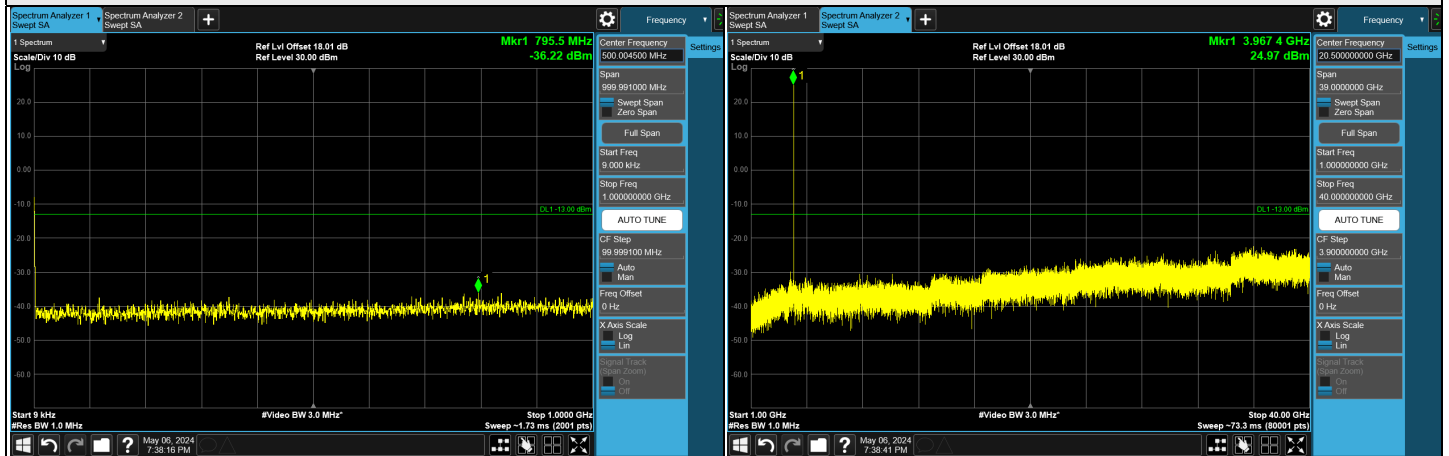 Spectrum Analyzer 1
Swept SA
Spectrum Analyzer 2
Swept SA
+
Frequency
1 Spectrum
Scale/Div 10 dB
Log
Ref Lvl Offset 18.01 dB
Ref Level 30.00 dBm
Mkr1 795.5 MHz
-36.22 dBm
20.0
10.0
0.00
-10.0
-20.0
-30.0
-40.0
-50.0
-60.0
DL1 -13.00 dBm
1
Start 9 kHz
#Res BW 1.0 MHz
#Video BW 3.0 MHz*
Stop 1.0000 GHz
Sweep ~1.73 ms (2001 pts)
Center Frequency
500.004500 MHz
Settings
Span
999.991000 MHz
Swept Span
Zero Span
Full Span
Start Freq
9.000 kHz
Stop Freq
1.00000000 GHz
AUTO TUNE
CF Step
99.999100 MHz
Auto
Man
Freq Offset
0 Hz
X Axis Scale
Log
Lin
Signal Track
(Span Zoom)
On
Off
?
May 06, 2024
7:38:16 PM
Spectrum Analyzer 1
Swept SA
Spectrum Analyzer 2
Swept SA
+
Frequency
1 Spectrum
Scale/Div 10 dB
Log
Ref Lvl Offset 18.01 dB
Ref Level 30.00 dBm
Mkr1 3.967 4 GHz
24.97 dBm
1
20.0
10.0
0.00
-10.0
-20.0
-30.0
-40.0
-50.0
-60.0
DL1 -13.00 dBm
Start 1.00 GHz
#Res BW 1.0 MHz
#Video BW 3.0 MHz*
Stop 40.00 GHz
Sweep ~73.3 ms (80001 pts)
Center Frequency
20.50000000 GHz
Settings
Span
39.0000000 GHz
Swept Span
Zero Span
Full Span
Start Freq
1.00000000 GHz
Stop Freq
40.00000000 GHz
AUTO TUNE
CF Step
3.90000000 GHz
Auto
Man
Freq Offset
0 Hz
X Axis Scale
Log
Lin
Signal Track
(Span Zoom)
On
Off
?
May 06, 2024
7:38:41 PM